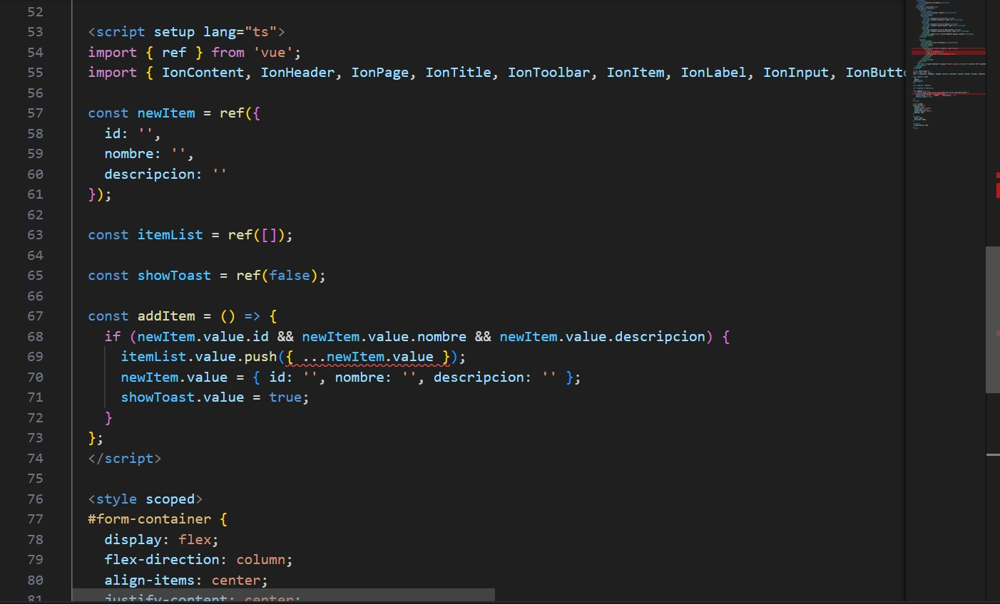 52
53 <script setup lang="ts">
54 import { ref } from 'vue';
55 import { IonContent, IonHeader, IonPage, IonTitle, IonToolbar, IonItem, IonLabel, IonInput,
56
57 const newItem = ref({
58   id: '',
59   nombre: '',
60   descripcion: ''
61 });
62
63 const itemList = ref([]);
64
65 const showToast = ref(false);
66
67 const addItem = () => {
68   if (newItem.value.id && newItem.value.nombre && newItem.value.descripcion) {
69     itemList.value.push({ ...newItem.value });
70     newItem.value = { id: '', nombre: '', descripcion: '' };
71     showToast.value = true;
72   }
73 };
74 </script>
75
76 <style scoped>
77 #form-container {
78   display: flex;
79   flex-direction: column;
80   align-items: center;
81   justify-content: center;